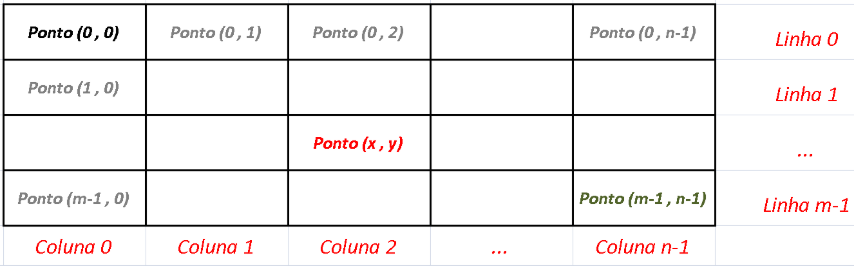 Ponto (0 , 0) Ponto (0 , 1) Ponto (0 , 2) Ponto (0 , n-1) Linha 0
Ponto (1 , 0) Linha 1
Ponto (x , y) ...
Ponto (m-1 , 0) Ponto (m-1 , n-1) Linha m-1
Coluna 0 Coluna 1 Coluna 2 ... Coluna n-1